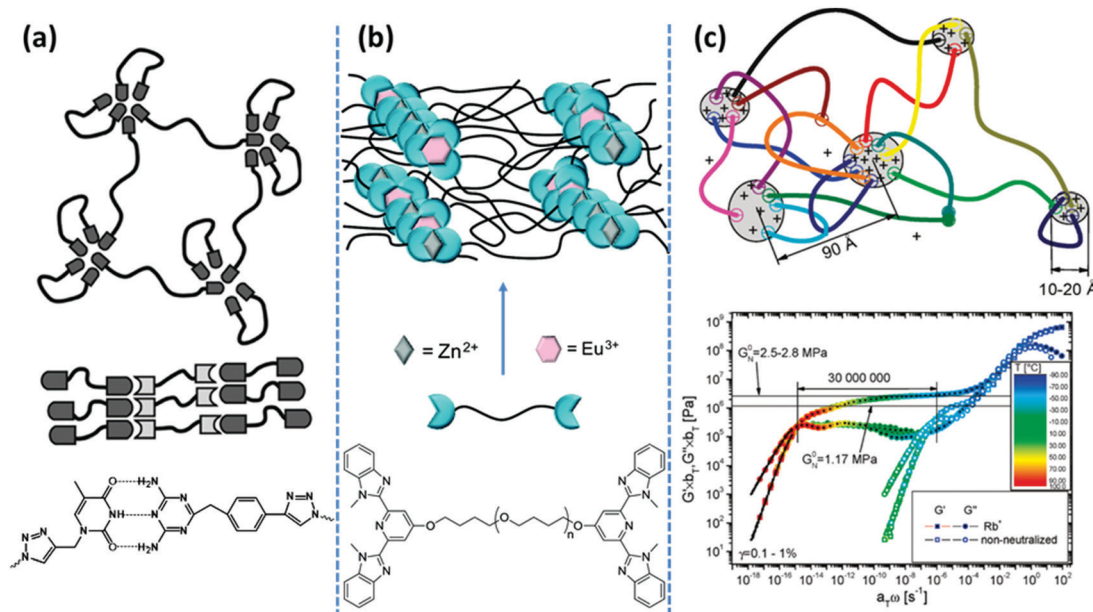 (a)
(b)
(c)
90 Å
10-20 Å
= Zn²⁺
= Eu³⁺
O
N
NH
O
N
N=N
NH₂
N
N
N
NH₂
N=N
N
N
N
N
N
N
N
O
O
n
O
N
N
N
N
N
G⁰N=2.5-2.8 MPa
30 000 000
G⁰N=1.17 MPa
T [°C]
-90.00
-70.00
-50.00
-30.00
-10.00
10.00
30.00
50.00
70.00
90.00
100.0
G' G''
Rb⁺
non-neutralized
γ=0.1 - 1%
G'×bT,G''×bT [Pa]
10⁹
10⁸
10⁷
10⁶
10⁵
10⁴
10³
10²
10¹
10⁻¹⁸ 10⁻¹⁶ 10⁻¹⁴ 10⁻¹² 10⁻¹⁰ 10⁻⁸ 10⁻⁶ 10⁻⁴ 10⁻² 10⁰ 10²
aTω [s⁻¹]